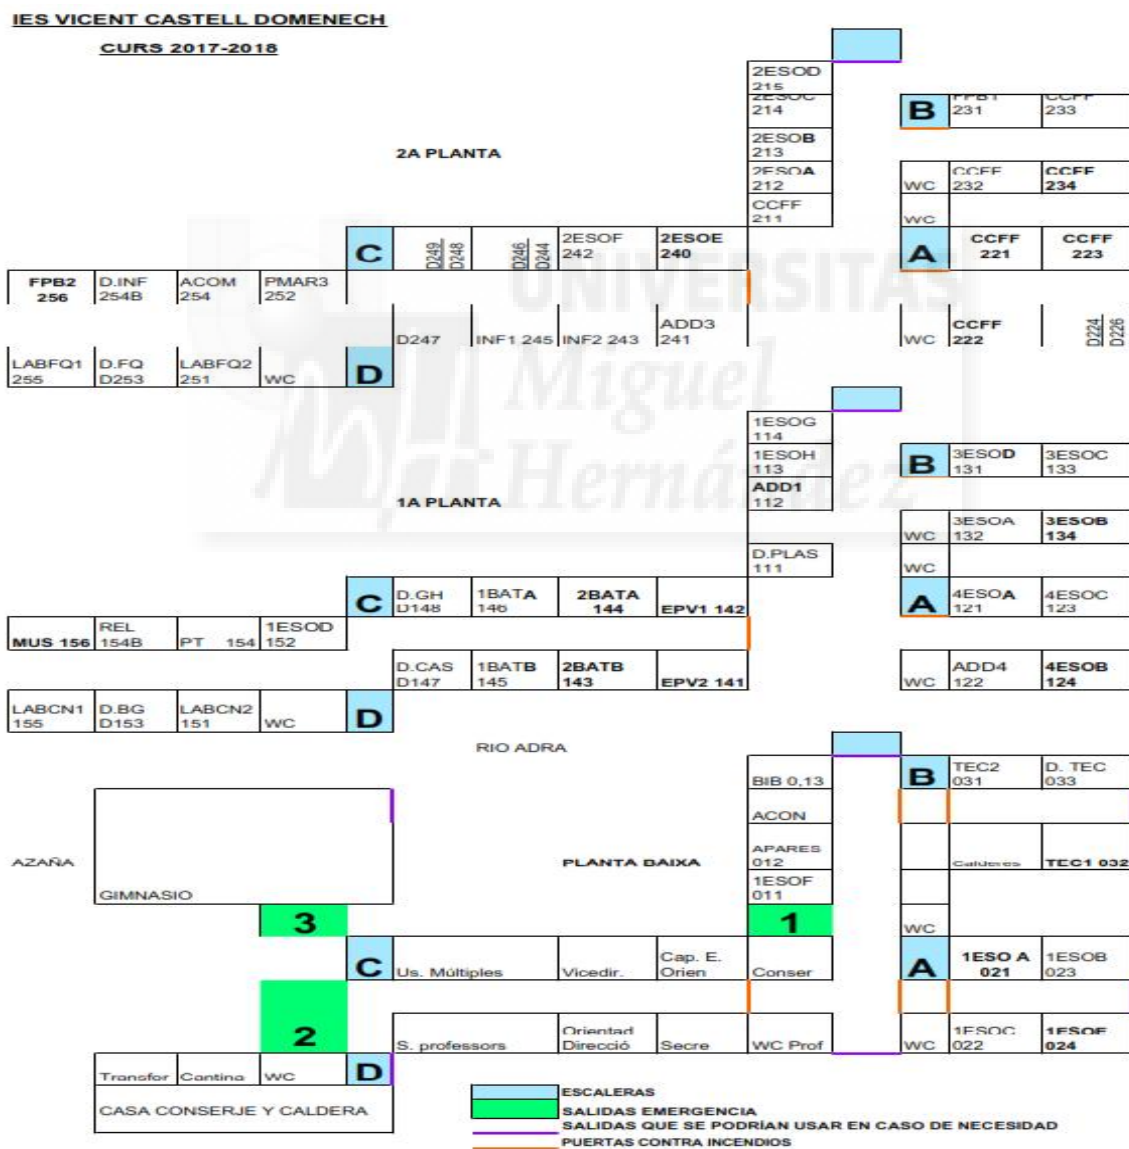 IES VICENT CASTELL DOMENECH
CURS 2017-2018
2ESOD
215
2ESOC
214
B
FPB1
231
CCFF
233
2A PLANTA
2ESOB
213
2ESOA
212
WC
CCFF
232
CCFF
234
CCFF
211
WC
C
D249
D248
D246
D244
2ESOF
242
2ESOE
240
A
CCFF
221
CCFF
223
FPB2
256
D.INF
254B
ACOM
254
PMAR3
252
UNIVERSITAS
Miguel
Hernández
D247
INF1 245
INF2 243
ADD3
241
WC
CCFF
222
D224
D226
LABFQ1
255
D.FQ
D253
LABFQ2
251
WC
D
1ESOG
114
1ESOH
113
B
3ESOD
131
3ESOC
133
1A PLANTA
ADD1
112
WC
3ESOA
132
3ESOB
134
D.PLAS
111
WC
C
D.GH
D148
1BATA
146
2BATA
144
EPV1 142
A
4ESOA
121
4ESOC
123
MUS 156
REL
154B
PT 154
1ESOD
152
D.CAS
D147
1BATB
145
2BATB
143
EPV2 141
WC
ADD4
122
4ESOB
124
LABCN1
155
D.BG
D153
LABCN2
151
WC
D
RIO ADRA
BIB 0,13
B
TEC2
031
D. TEC
033
ACON
AZAÑA
GIMNASIO
PLANTA BAIXA
APARES
012
Calderes
TEC1 032
1ESOF
011
3
1
WC
C
Us. Múltiples
Vicedir.
Cap. E.
Orien
Conser
A
1ESO A
021
1ESOB
023
2
S. professors
Orientad
Direcció
Secre
WC Prof
WC
1ESOC
022
1ESOE
024
Transfor
Cantina
WC
D
CASA CONSERJE Y CALDERA
ESCALERAS
SALIDAS EMERGENCIA
SALIDAS QUE SE PODRÍAN USAR EN CASO DE NECESIDAD
PUERTAS CONTRA INCENDIOS